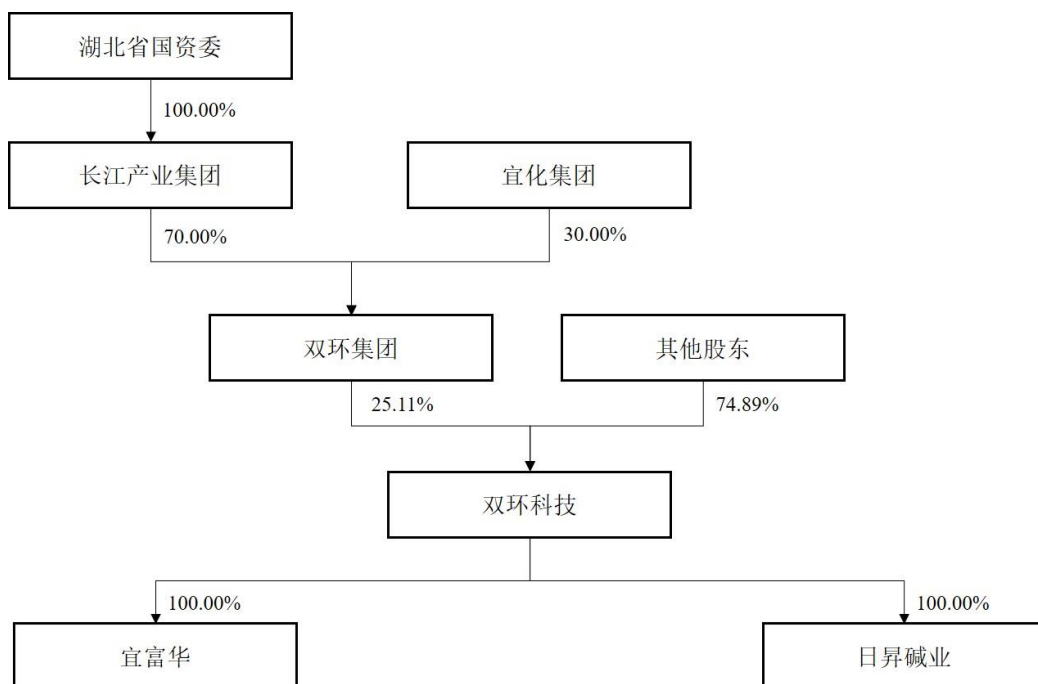 湖北省国资委
100.00%
长江产业集团
宜化集团
70.00%
30.00%
双环集团
其他股东
25.11%
74.89%
双环科技
100.00%
100.00%
宜富华
日昇碱业